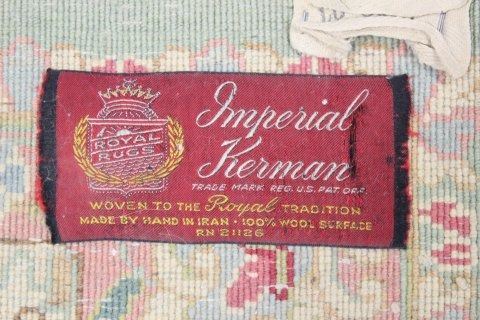 ROYAL
RUGS
Imperial
Kerman
TRADE MARK REG. U.S. PAT. OFF.
WOVEN TO THE Royal TRADITION
MADE BY HAND IN IRAN • 100% WOOL SURFACE
RN 21126